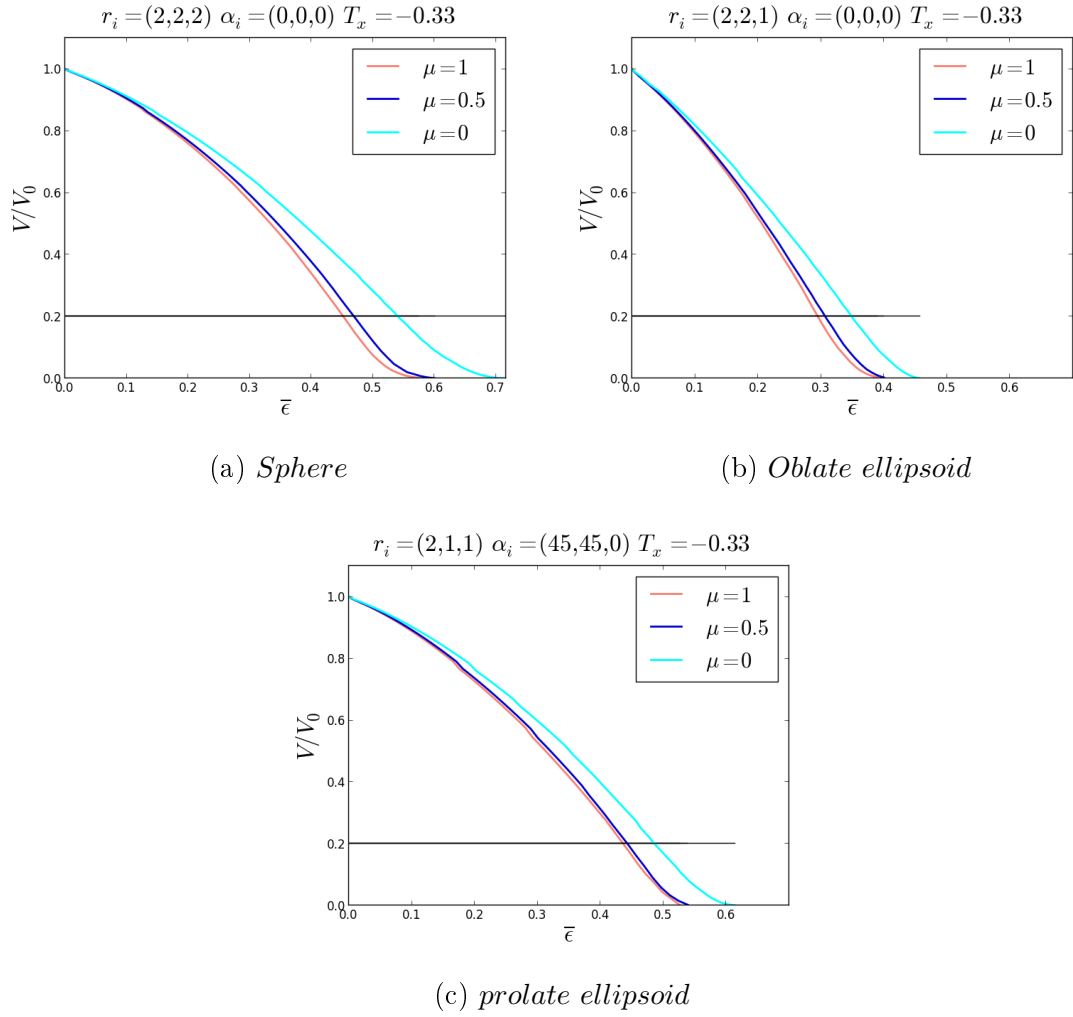 r_i=(2,2,2) α_i=(0,0,0) T_x=−0.33
μ=1
μ=0.5
μ=0
V/V_0
1.0
0.8
0.6
0.4
0.2
0.0
0.0 0.1 0.2 0.3 0.4 0.5 0.6 0.7
ϵ̅
(a) Sphere
r_i=(2,2,1) α_i=(0,0,0) T_x=−0.33
μ=1
μ=0.5
μ=0
V/V_0
1.0
0.8
0.6
0.4
0.2
0.0
0.0 0.1 0.2 0.3 0.4 0.5 0.6
ϵ̅
(b) Oblate ellipsoid
r_i=(2,1,1) α_i=(45,45,0) T_x=−0.33
μ=1
μ=0.5
μ=0
V/V_0
1.0
0.8
0.6
0.4
0.2
0.0
0.0 0.1 0.2 0.3 0.4 0.5 0.6
ϵ̅
(c) prolate ellipsoid